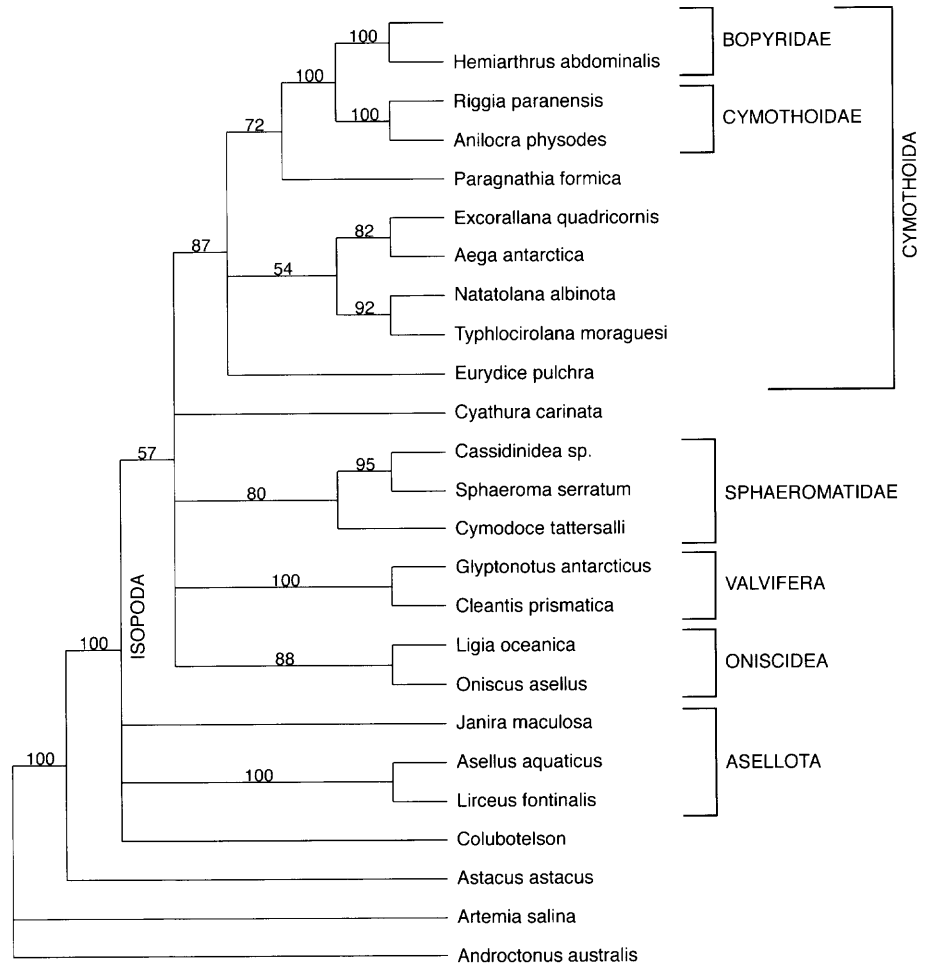 100
BOPYRIDAE
Hemiarthrus abdominalis
100
Riggia paranensis
100
CYMOTHOIDAE
72
Anilocra physodes
Paragnathia formica
CYMOTHOIDA
Excorallana quadricornis
82
87
Aega antarctica
54
Natatolana albinota
92
Typhlocirolana moraguesi
Eurydice pulchra
Cyathura carinata
57
Cassidinidea sp.
95
Sphaeroma serratum
80
SPHAEROMATIDAE
Cymodoce tattersalli
Glyptonotus antarcticus
100
VALVIFERA
Cleantis prismatica
ISOPODA
100
Ligia oceanica
88
ONISCIDEA
Oniscus asellus
Janira maculosa
100
Asellus aquaticus
ASELLOTA
100
Lirceus fontinalis
Colubotelson
Astacus astacus
Artemia salina
Androctonus australis